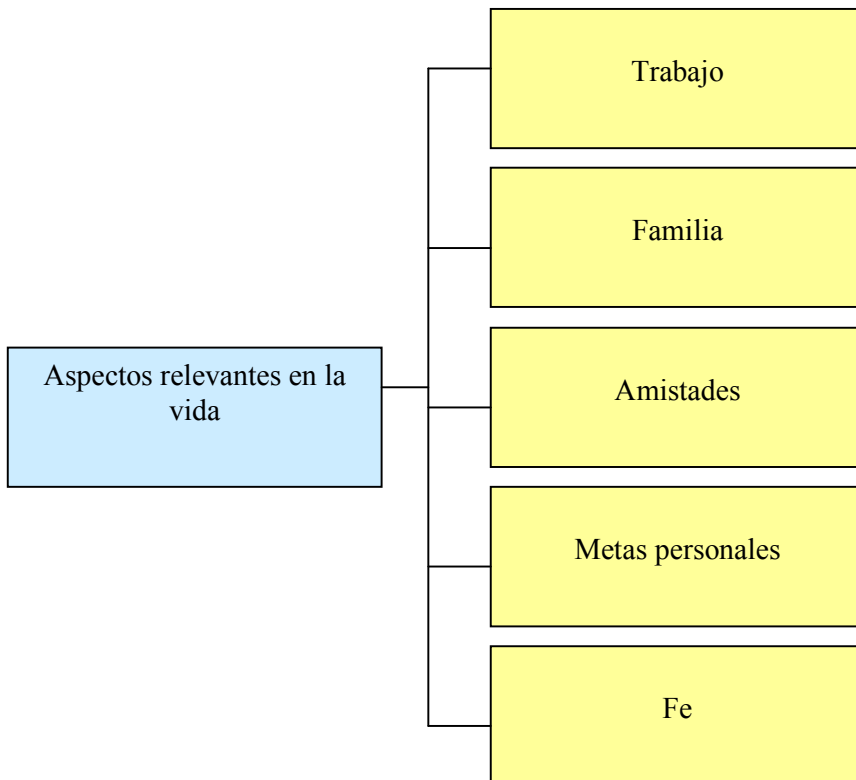 Trabajo
Familia
Aspectos relevantes en la
vida
Amistades
Metas personales
Fe